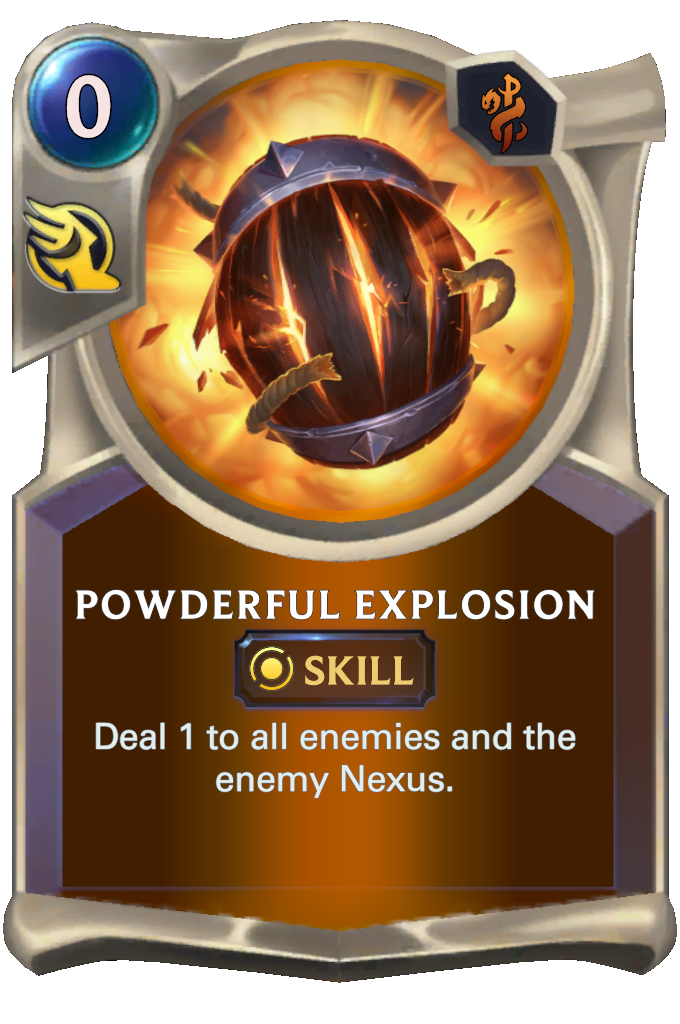 0
POWDERFUL EXPLOSION
SKILL
Deal 1 to all enemies and the
enemy Nexus.